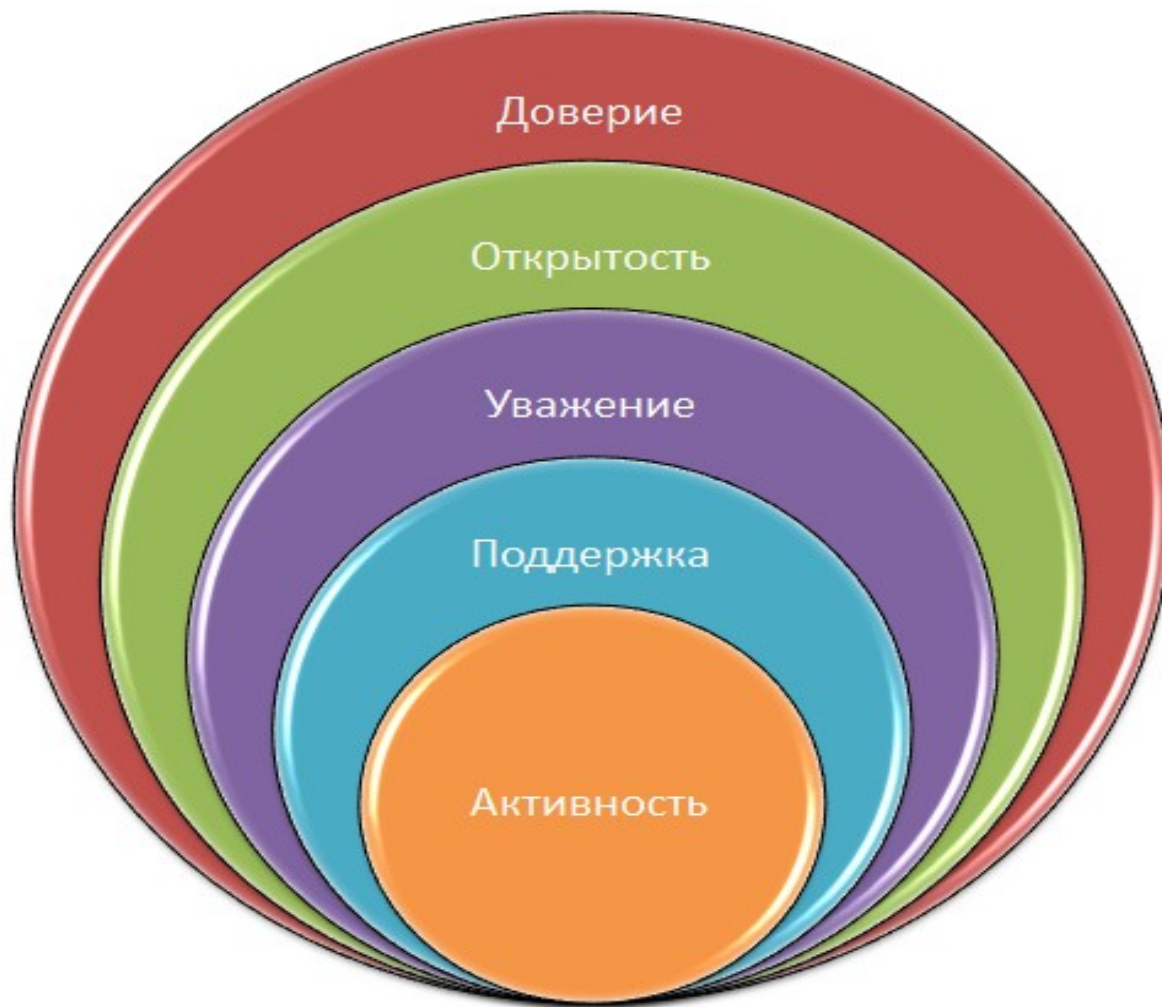 Доверие
Открытость
Уважение
Поддержка
Активность